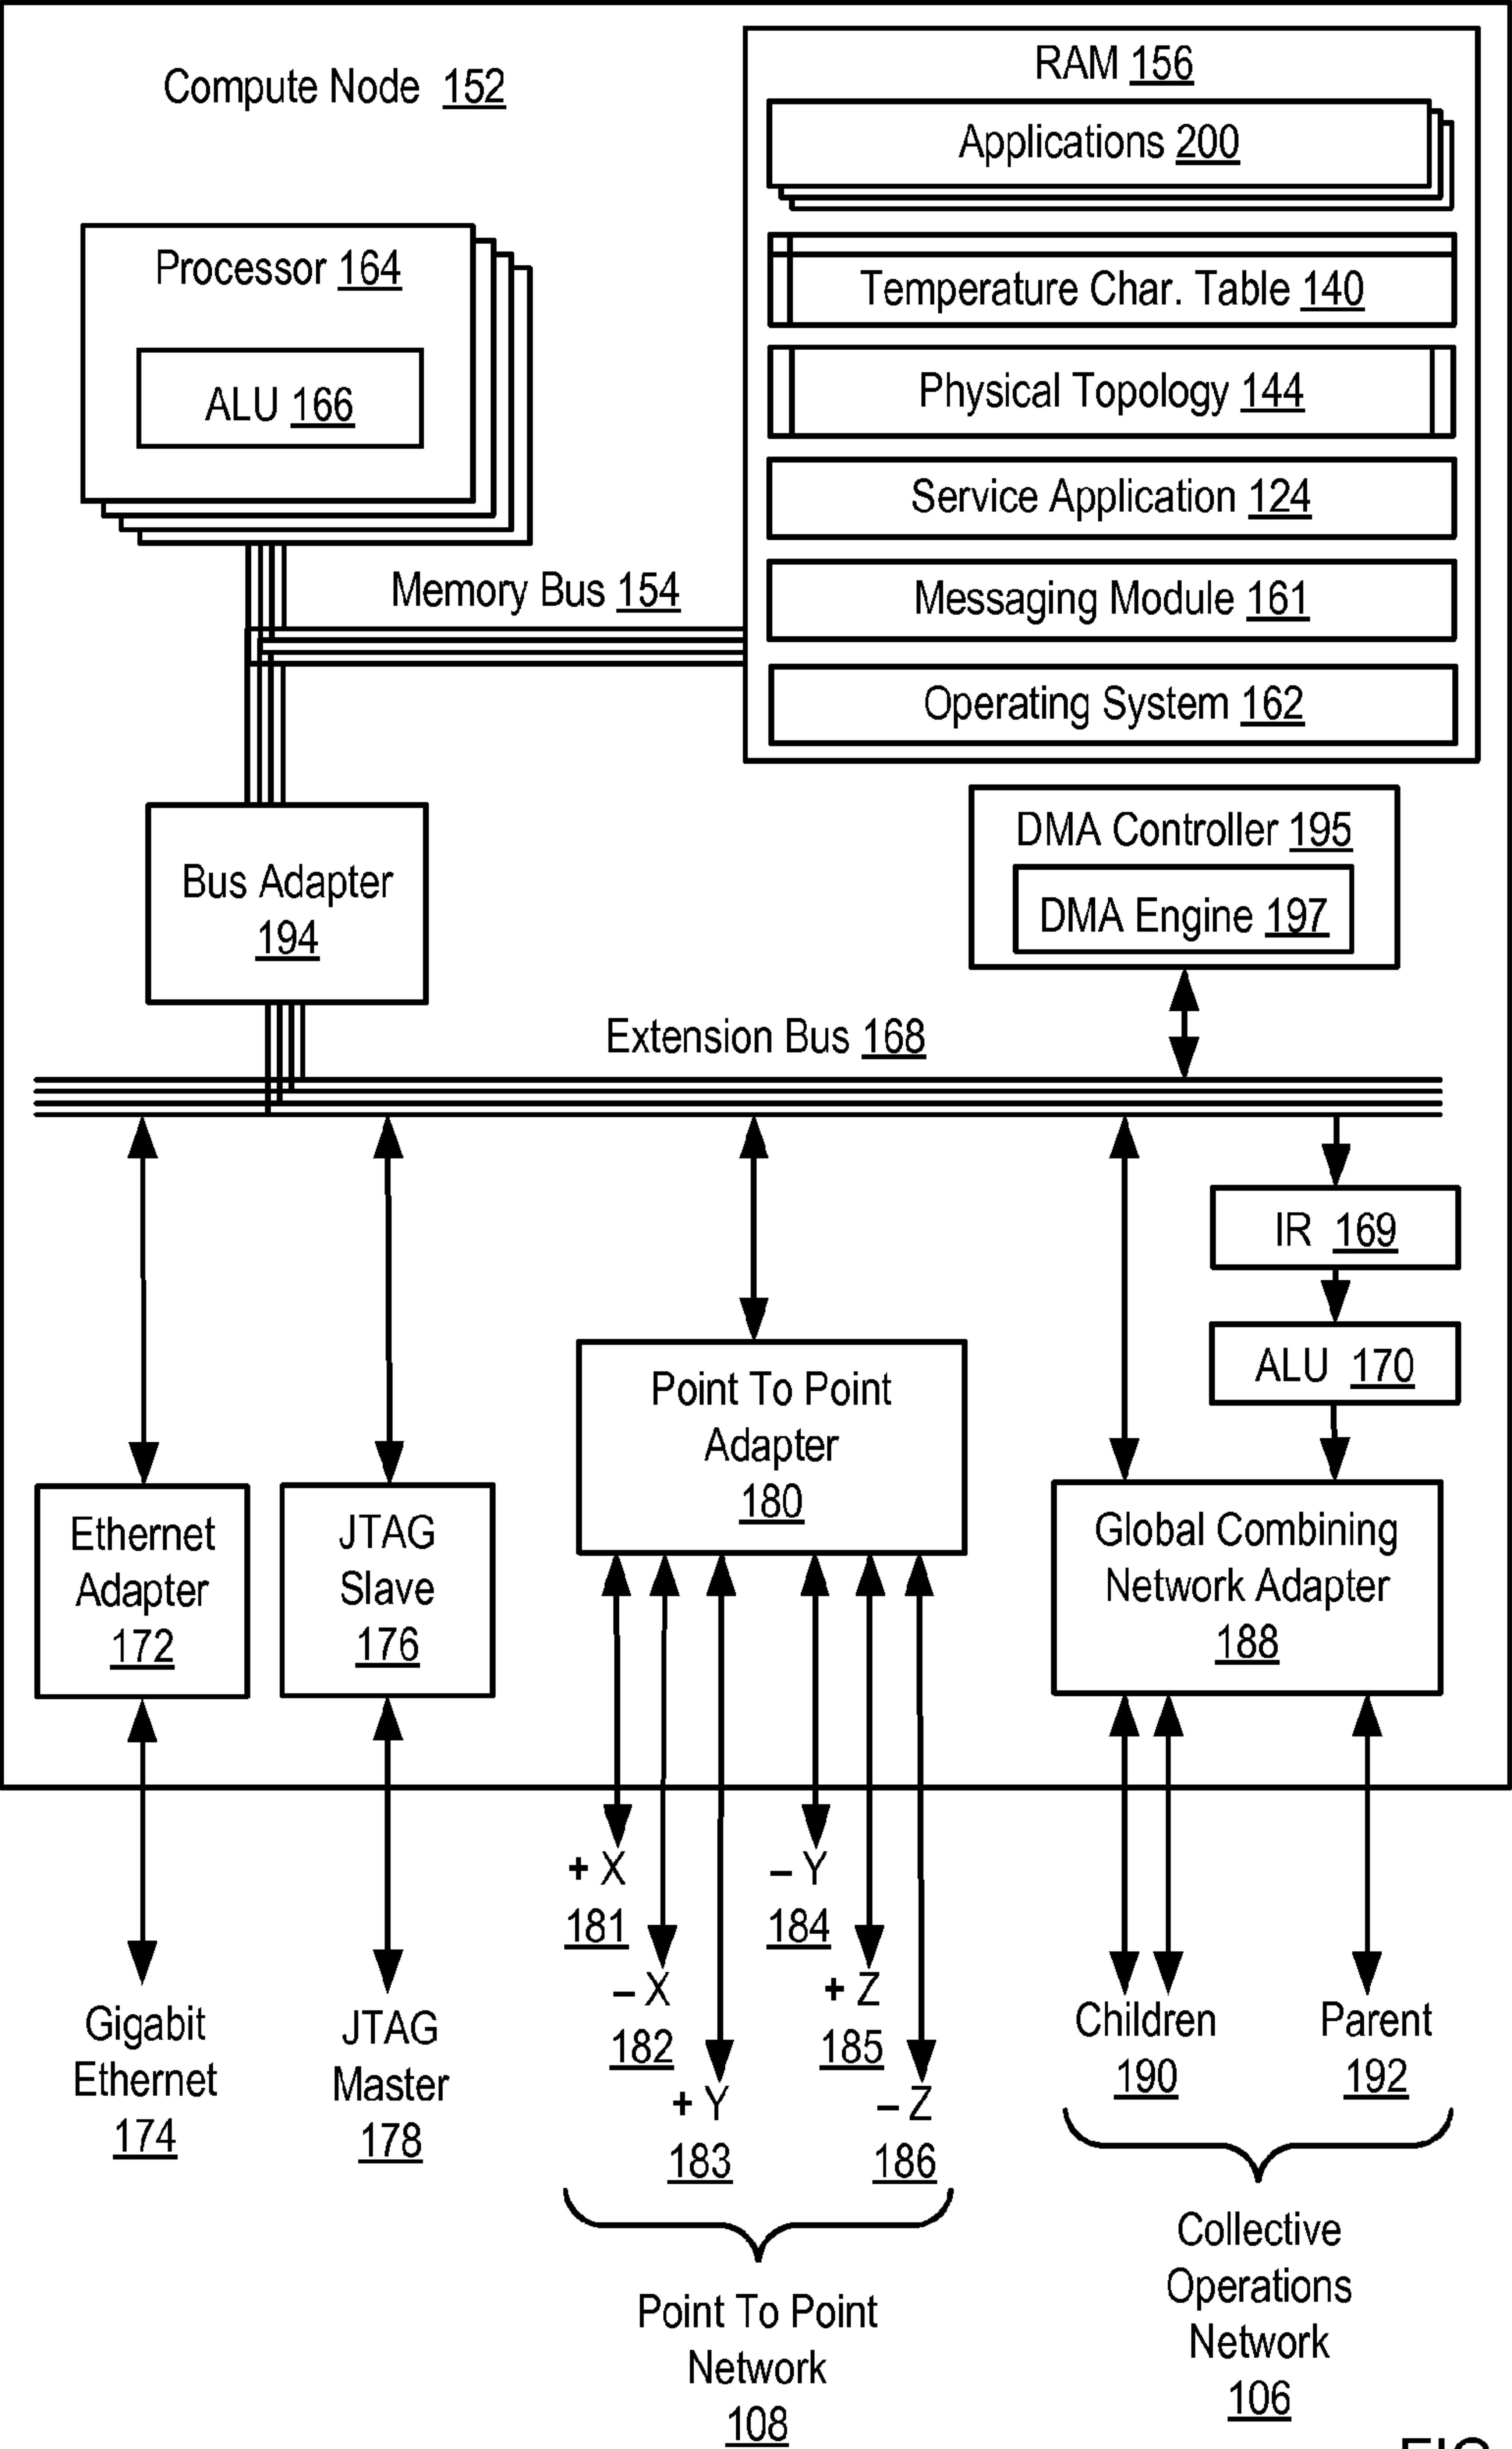 Compute Node 152
RAM 156
Applications 200
Temperature Char. Table 140
Physical Topology 144
Service Application 124
Messaging Module 161
Operating System 162
Processor 164
ALU 166
Memory Bus 154
Bus Adapter
194
DMA Controller 195
DMA Engine 197
Extension Bus 168
IR 169
ALU 170
Point To Point
Adapter
180
Ethernet
Adapter
172
JTAG
Slave
176
Global Combining
Network Adapter
188
+ X
181
– X
182
+ Y
183
– Y
184
+ Z
185
– Z
186
Gigabit
Ethernet
174
JTAG
Master
178
Children
190
Parent
192
Point To Point
Network
108
Collective
Operations
Network
106
FIG